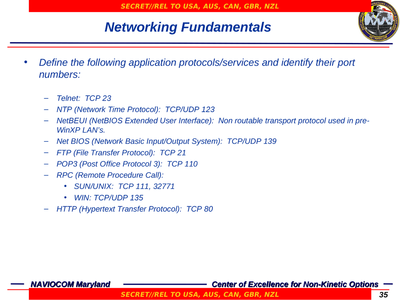 SECRET//REL TO USA, AUS, CAN, GBR, NZL
Networking Fundamentals
• Define the following application protocols/services and identify their port
numbers:
– Telnet: TCP 23
– NTP (Network Time Protocol): TCP/UDP 123
– NetBEUI (NetBIOS Extended User Interface): Non routable transport protocol used in pre-
WinXP LAN's.
– Net BIOS (Network Basic Input/Output System): TCP/UDP 139
– FTP (File Transfer Protocol): TCP 21
– POP3 (Post Office Protocol 3): TCP 110
– RPC (Remote Procedure Call):
• SUN/UNIX: TCP 111, 32771
• WIN: TCP/UDP 135
– HTTP (Hypertext Transfer Protocol): TCP 80
NAVIOCOM Maryland
Center of Excellence for Non-Kinetic Options
SECRET//REL TO USA, AUS, CAN, GBR, NZL
35